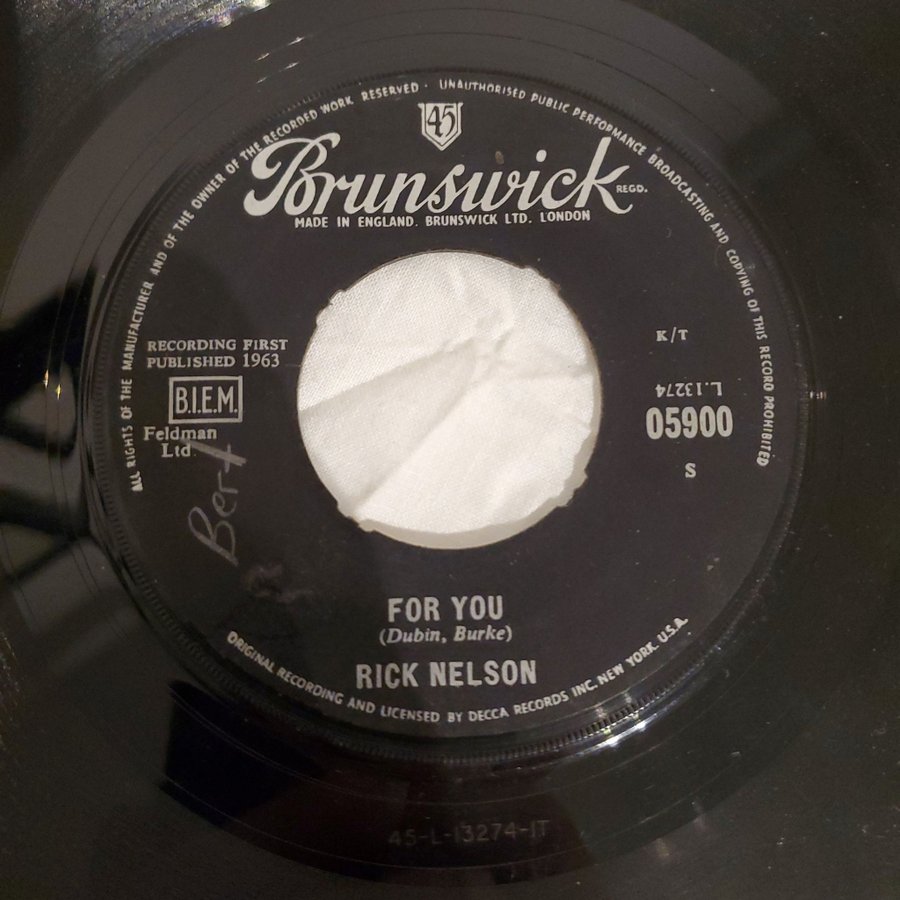 ALL RIGHTS OF THE MANUFACTURER AND OF THE OWNER OF THE RECORDED WORK RESERVED · UNAUTHORISED PUBLIC PERFORMANCE BROADCASTING AND COPYING OF THIS RECORD PROHIBITED
45
Brunswick REGD.
MADE IN ENGLAND. BRUNSWICK LTD. LONDON
RECORDING FIRST
PUBLISHED 1963
B.I.E.M.
Feldman
Ltd.
Bert
K/T
L.13274
05900
S
FOR YOU
(Dubin, Burke)
RICK NELSON
ORIGINAL RECORDING AND LICENSED BY DECCA RECORDS INC. NEW YORK. U.S.A.
45-L-13274-1T